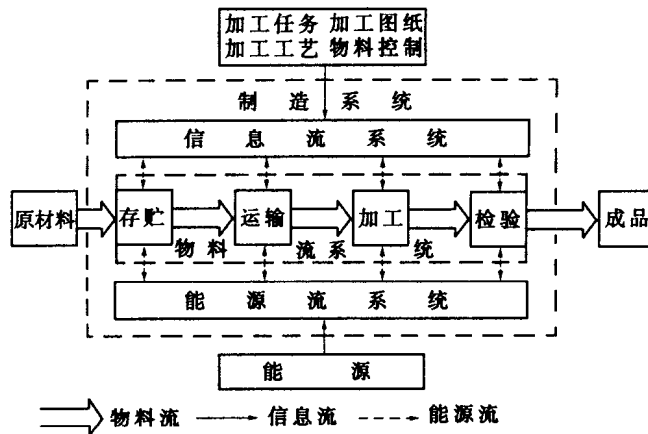 加工任务 加工图纸
加工工艺 物料控制
制造系统
信息流系统
原材料 存贮 运输 加工 检验 成品
物料流系统
能源流系统
能源
物料流 信息流 能源流